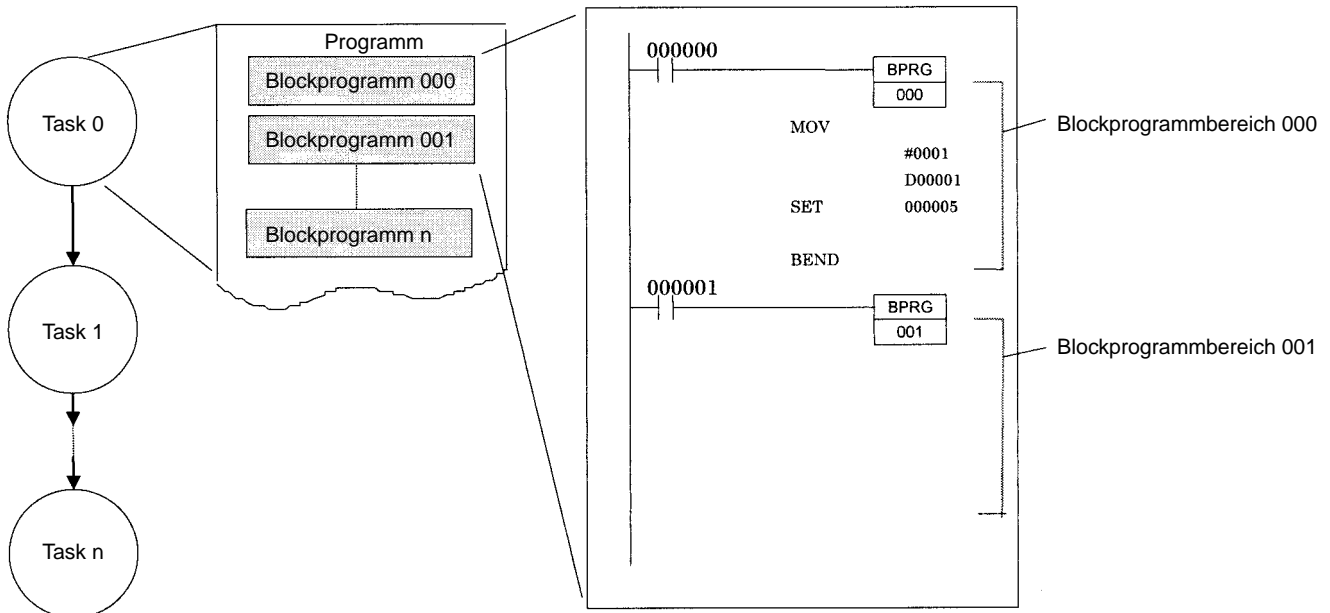 Task 0
Task 1
Task n
Programm
Blockprogramm 000
Blockprogramm 001
Blockprogramm n
000000
BPRG
000
MOV
#0001
D00001
SET 000005
BEND
000001
BPRG
001
Blockprogrammbereich 000
Blockprogrammbereich 001